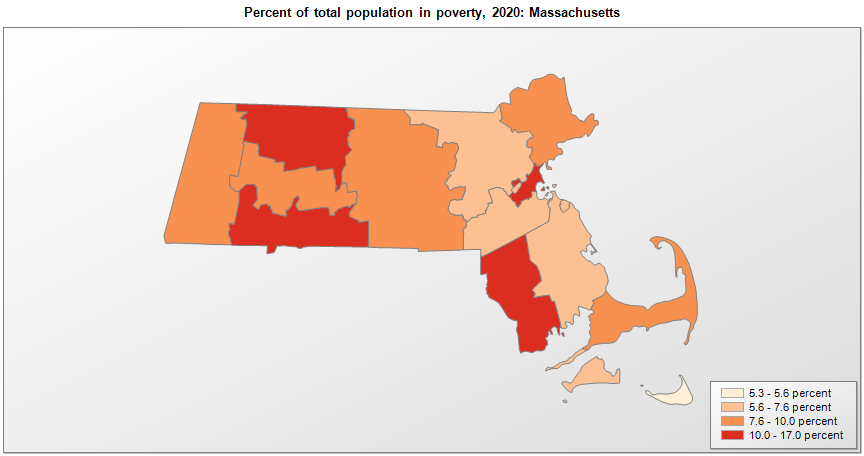 Percent of total population in poverty, 2020: Massachusetts
5.3 - 5.6 percent
5.6 - 7.6 percent
7.6 - 10.0 percent
10.0 - 17.0 percent